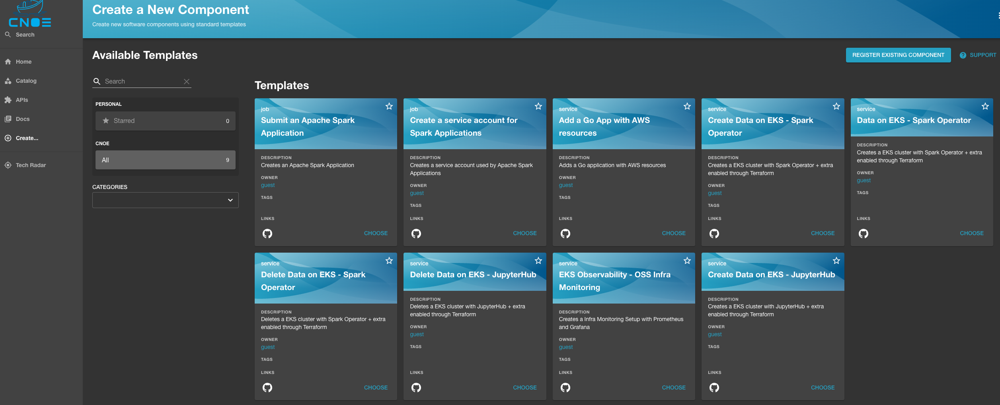 CNOE
Search
Home
Catalog
APIs
Docs
Create...
Tech Radar
Create a New Component
Create new software components using standard templates
Available Templates
REGISTER EXISTING COMPONENT
SUPPORT
Search
PERSONAL
Starred 0
CNOE
All 9
CATEGORIES
Templates
job
Submit an Apache Spark
Application
DESCRIPTION
Creates an Apache Spark Application
OWNER
guest
TAGS
LINKS
CHOOSE
job
Create a service account for
Spark Applications
DESCRIPTION
Creates a service account used by Apache Spark
Applications
OWNER
guest
TAGS
LINKS
CHOOSE
service
Add a Go App with AWS
resources
DESCRIPTION
Adds a Go application with AWS resources
OWNER
guest
TAGS
LINKS
CHOOSE
service
Create Data on EKS - Spark
Operator
DESCRIPTION
Creates a EKS cluster with Spark Operator + extra
enabled through Terraform
OWNER
guest
TAGS
LINKS
CHOOSE
service
Data on EKS - Spark Operator
DESCRIPTION
Creates a EKS cluster with Spark Operator + extra
enabled through Terraform
OWNER
guest
TAGS
LINKS
CHOOSE
service
Delete Data on EKS - Spark
Operator
DESCRIPTION
Deletes a EKS cluster with Spark Operator + extra
enabled through Terraform
OWNER
guest
TAGS
LINKS
CHOOSE
service
Delete Data on EKS - JupyterHub
DESCRIPTION
Deletes a EKS cluster with JupyterHub + extra
enabled through Terraform
OWNER
guest
TAGS
LINKS
CHOOSE
service
EKS Observability - OSS Infra
Monitoring
DESCRIPTION
Creates a Infra Monitoring Setup with Prometheus
and Grafana
OWNER
guest
TAGS
LINKS
CHOOSE
service
Create Data on EKS - JupyterHub
DESCRIPTION
Creates a EKS cluster with JupyterHub + extra
enabled through Terraform
OWNER
guest
TAGS
LINKS
CHOOSE